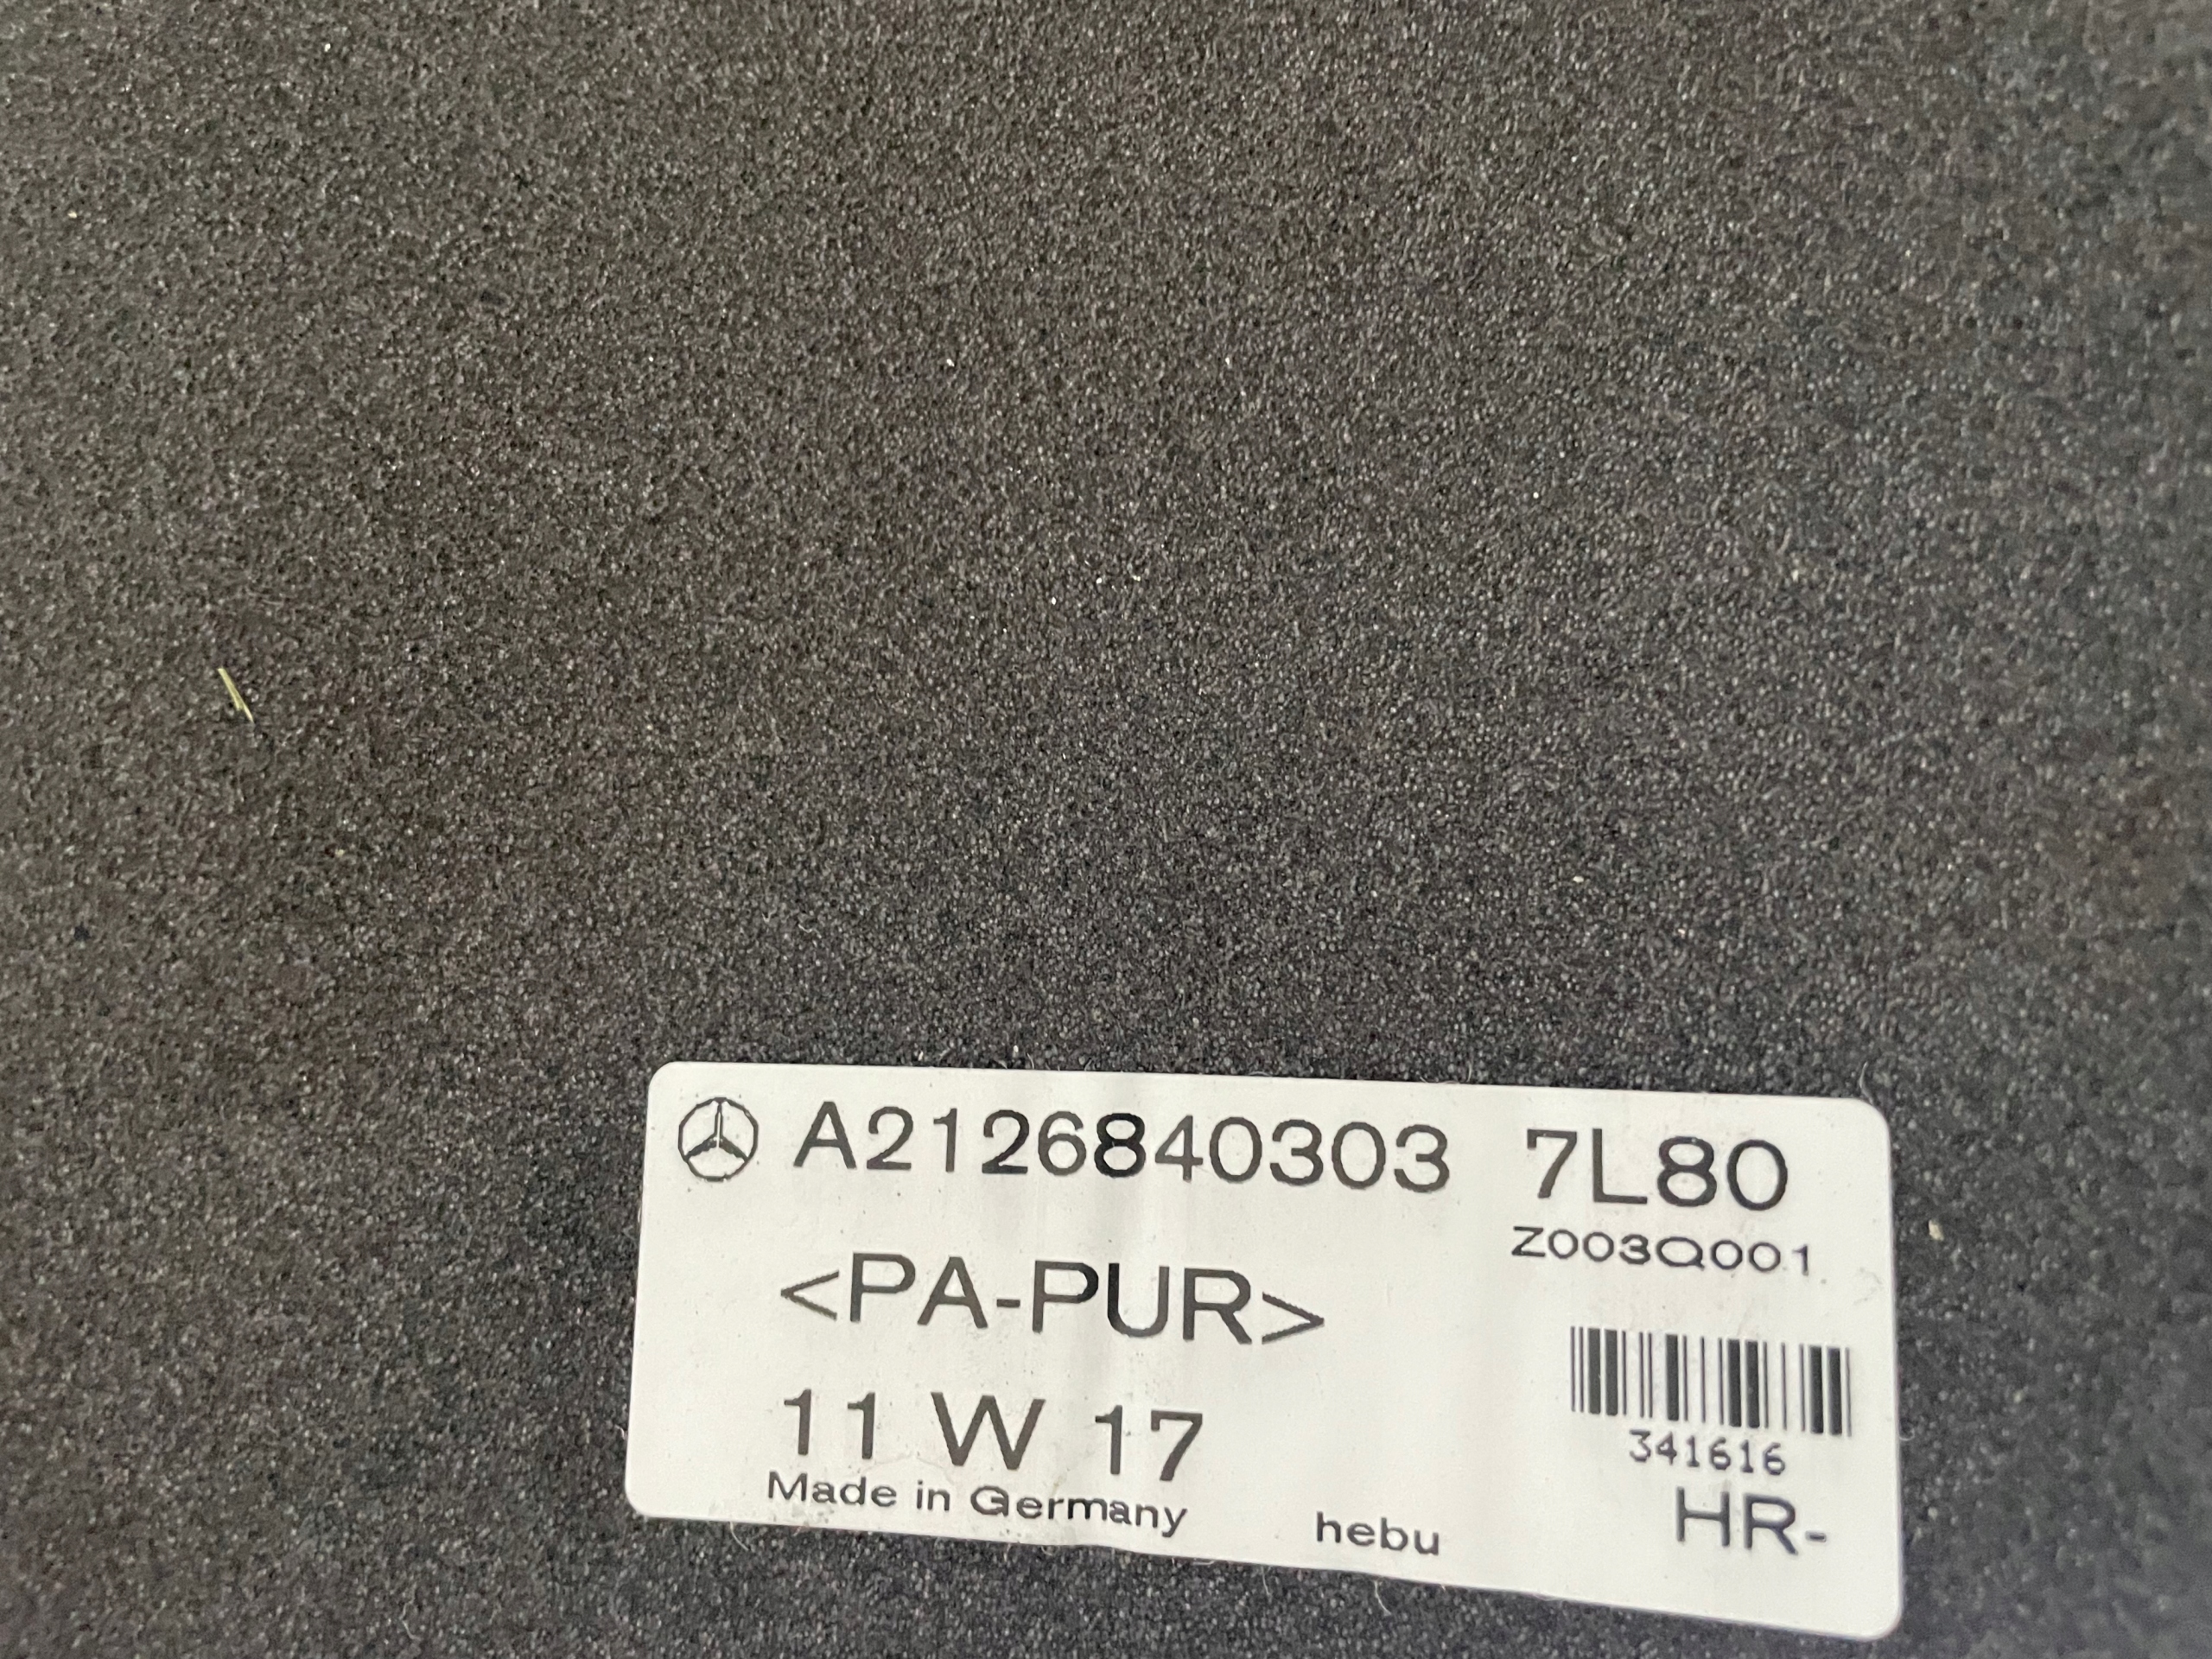 A2126840303 7L80
Z003Q001
<PA-PUR>
11 W 17
341616
Made in Germany hebu HR-